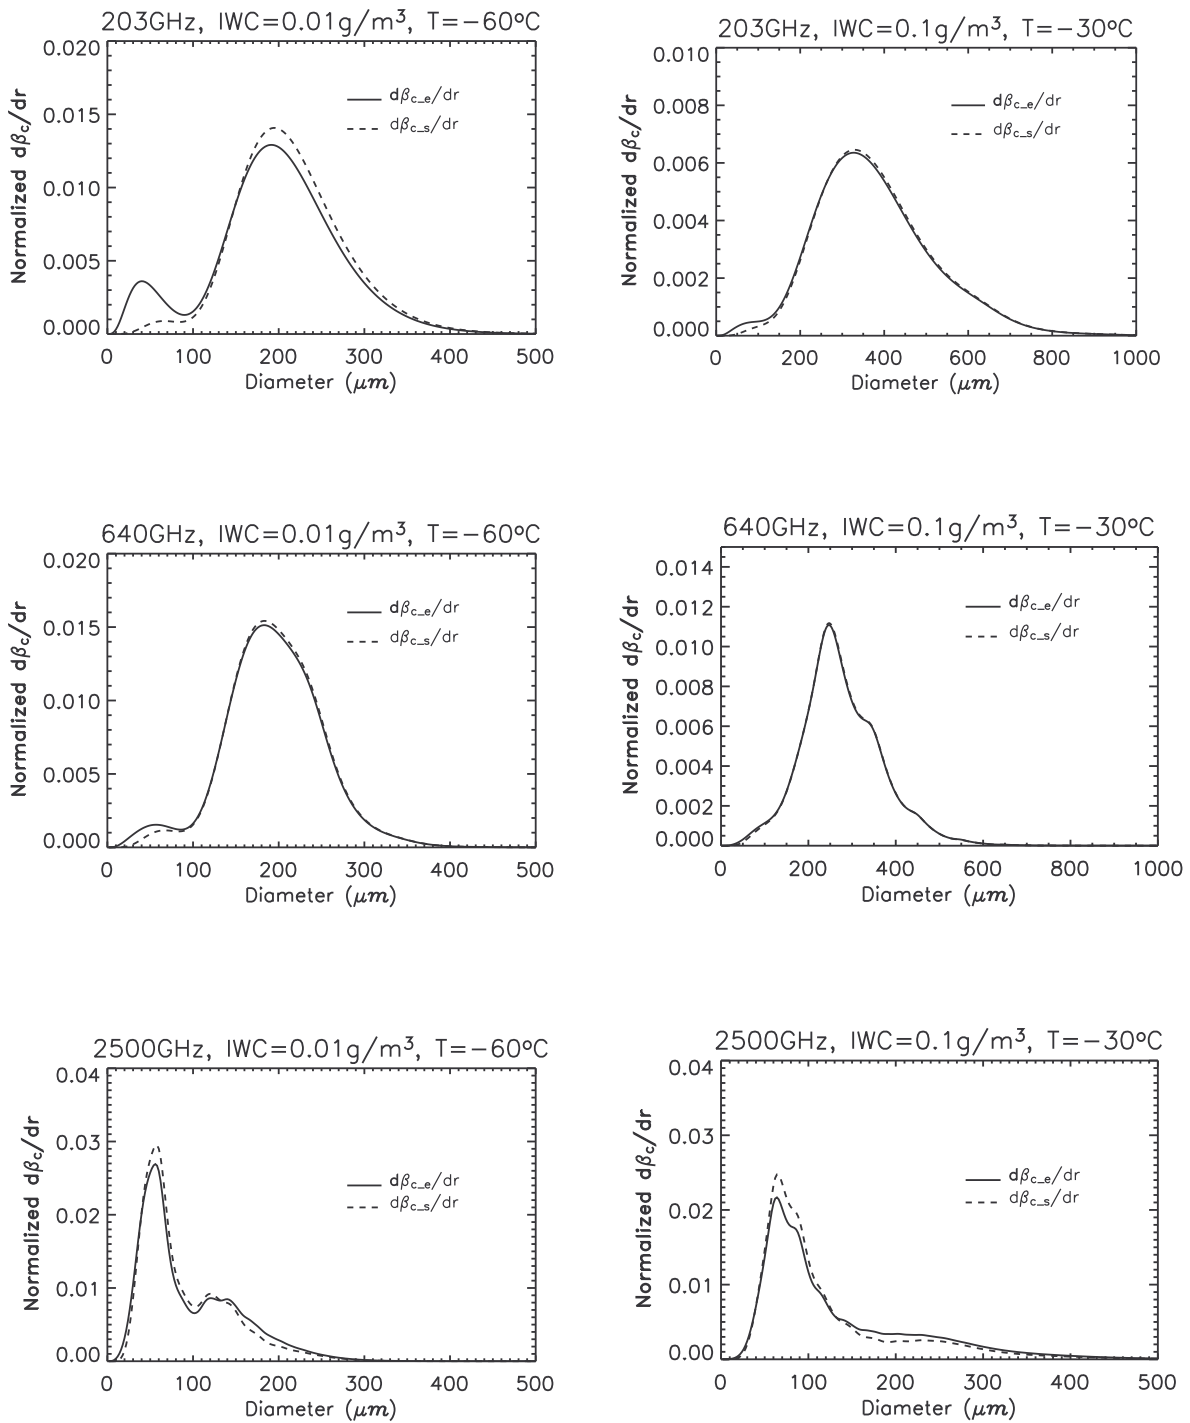 203GHz, IWC=0.01g/m³, T=−60°C
0.020
0.015
0.010
0.005
0.000
Normalized dβc/dr
dβc_e/dr
dβc_s/dr
0 100 200 300 400 500
Diameter (μm)
203GHz, IWC=0.1g/m³, T=−30°C
0.010
0.008
0.006
0.004
0.002
0.000
Normalized dβc/dr
dβc_e/dr
dβc_s/dr
0 200 400 600 800 1000
Diameter (μm)
640GHz, IWC=0.01g/m³, T=−60°C
0.020
0.015
0.010
0.005
0.000
Normalized dβc/dr
dβc_e/dr
dβc_s/dr
0 100 200 300 400 500
Diameter (μm)
640GHz, IWC=0.1g/m³, T=−30°C
0.014
0.012
0.010
0.008
0.006
0.004
0.002
0.000
Normalized dβc/dr
dβc_e/dr
dβc_s/dr
0 200 400 600 800 1000
Diameter (μm)
2500GHz, IWC=0.01g/m³, T=−60°C
0.04
0.03
0.02
0.01
0.00
Normalized dβc/dr
dβc_e/dr
dβc_s/dr
0 100 200 300 400 500
Diameter (μm)
2500GHz, IWC=0.1g/m³, T=−30°C
0.04
0.03
0.02
0.01
0.00
Normalized dβc/dr
dβc_e/dr
dβc_s/dr
0 100 200 300 400 500
Diameter (μm)